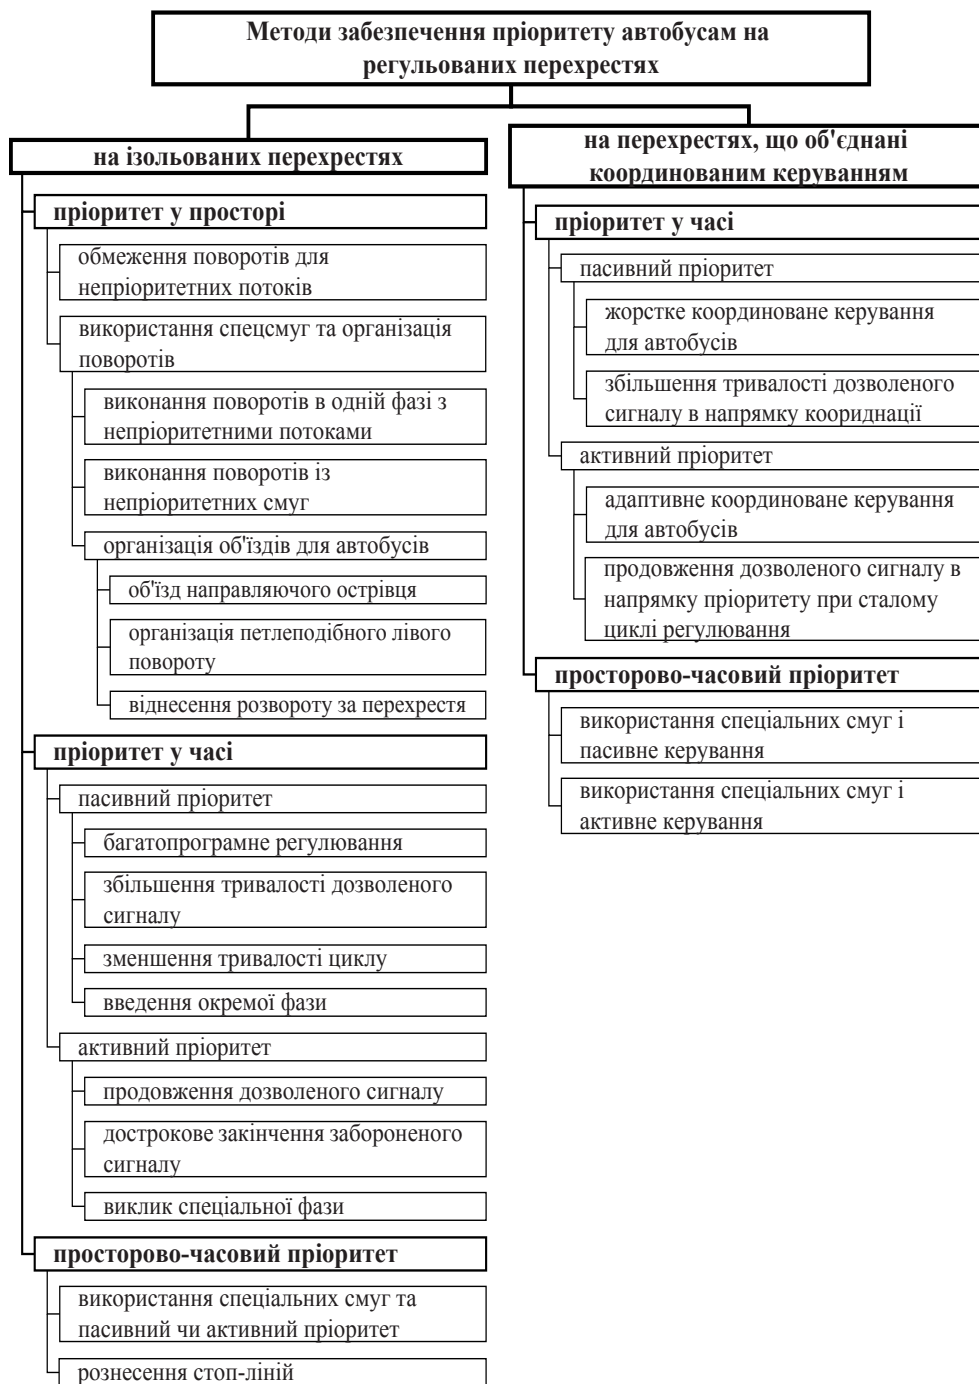 Методи забезпечення пріоритету автобусам на
регульованих перехрестях
на ізольованих перехрестях
пріоритет у просторі
обмеження поворотів для
непріоритетних потоків
використання спецсмуг та організація
поворотів
виконання поворотів в одній фазі з
непріоритетними потоками
виконання поворотів із
непріоритетних смуг
організація об'їздів для автобусів
об'їзд направляючого острівця
організація петлеподібного лівого
повороту
віднесення розвороту за перехрестя
пріоритет у часі
пасивний пріоритет
багатопрограмне регулювання
збільшення тривалості дозволеного
сигналу
зменшення тривалості циклу
введення окремої фази
активний пріоритет
продовження дозволеного сигналу
дострокове закінчення забороненого
сигналу
виклик спеціальної фази
просторово-часовий пріоритет
використання спеціальних смуг та
пасивний чи активний пріоритет
рознесення стоп-ліній
на перехрестях, що об'єднані
координованим керуванням
пріоритет у часі
пасивний пріоритет
жорстке координоване керування
для автобусів
збільшення тривалості дозволеного
сигналу в напрямку коориднації
активний пріоритет
адаптивне координоване керування
для автобусів
продовження дозволеного сигналу в
напрямку пріоритету при сталому
циклі регулювання
просторово-часовий пріоритет
використання спеціальних смуг і
пасивне керування
використання спеціальних смуг і
активне керування